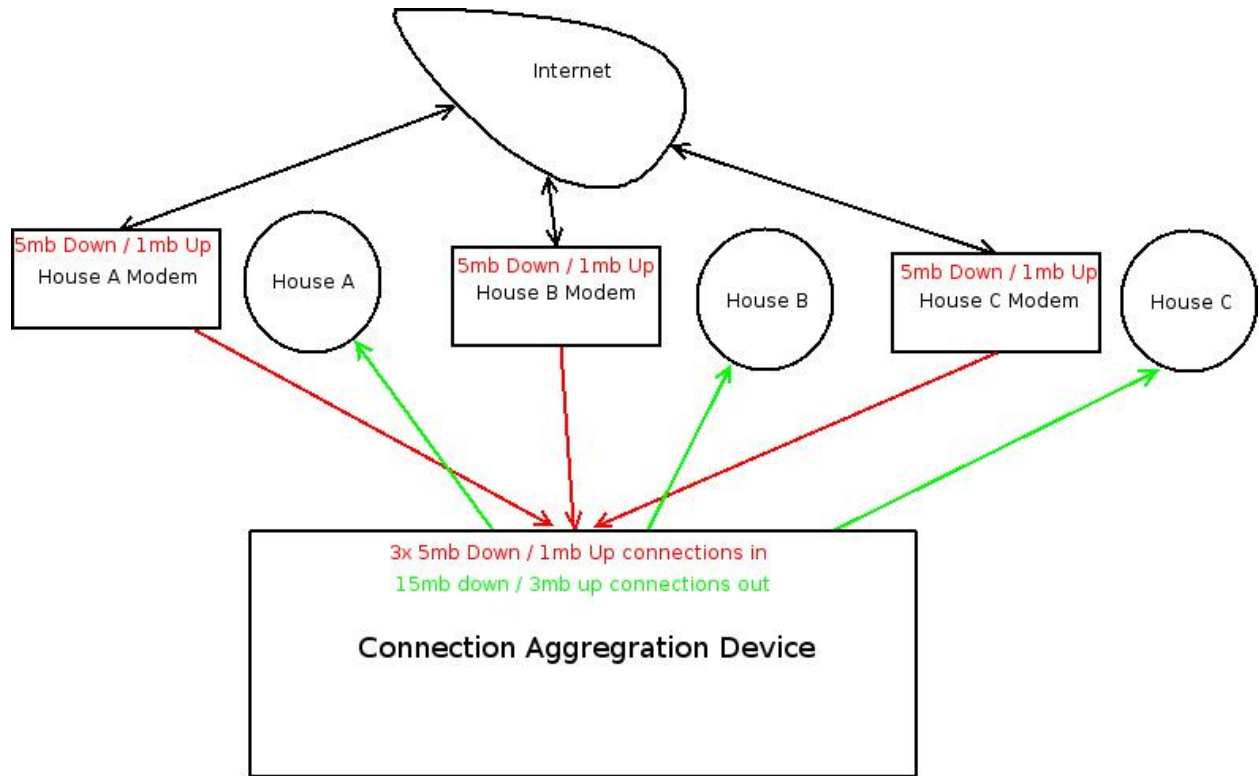 Internet
5mb Down / 1mb Up
House A Modem
House A
5mb Down / 1mb Up
House B Modem
House B
5mb Down / 1mb Up
House C Modem
House C
3x 5mb Down / 1mb Up connections in
15mb down / 3mb up connections out
Connection Aggregration Device